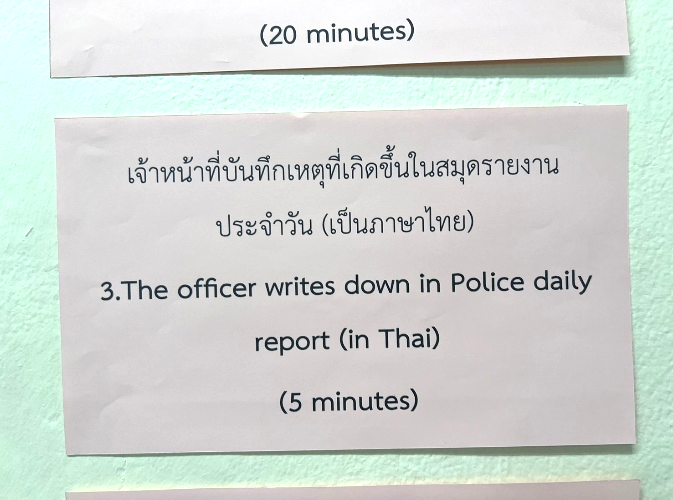 (20 minutes)
เจ้าหน้าที่บันทึกเหตุที่เกิดขึ้นในสมุดรายงาน
ประจำวัน (เป็นภาษาไทย)
3.The officer writes down in Police daily
report (in Thai)
(5 minutes)